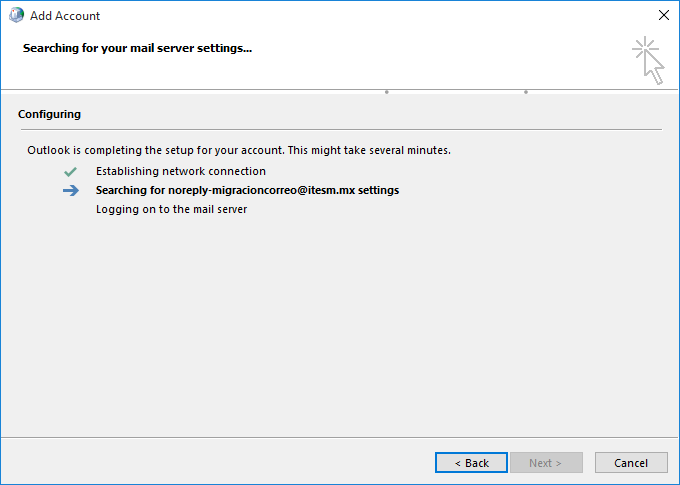 Add Account
Searching for your mail server settings...
Configuring
Outlook is completing the setup for your account. This might take several minutes.
Establishing network connection
Searching for noreply-migracioncorreo@itesm.mx settings
Logging on to the mail server
< Back
Next >
Cancel